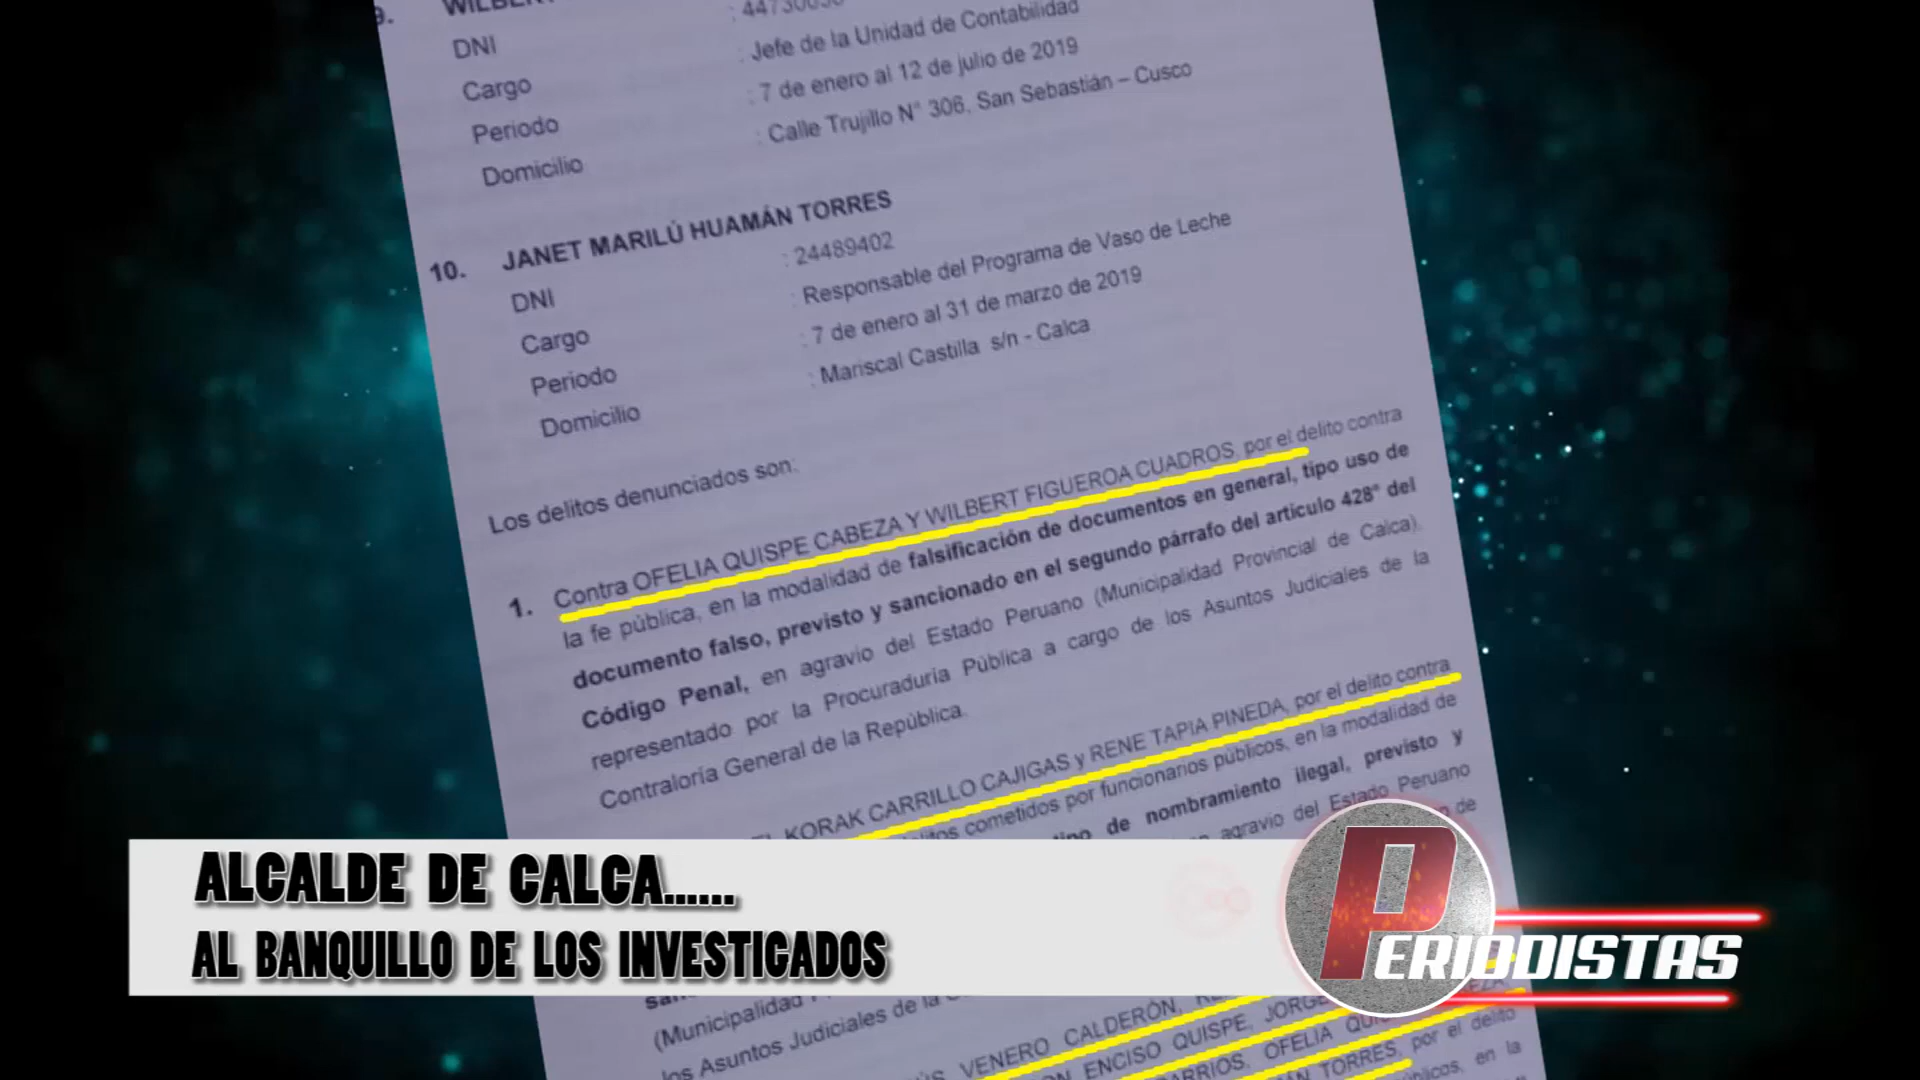 9.
DNI
Cargo : Jefe de la Unidad de Contabilidad
Periodo : 7 de enero al 12 de julio de 2019
Domicilio : Calle Trujillo N° 306, San Sebastián – Cusco
10. JANET MARILÚ HUAMÁN TORRES
DNI : 24489402
Cargo : Responsable del Programa de Vaso de Leche
Periodo : 7 de enero al 31 de marzo de 2019
Domicilio : Mariscal Castilla s/n - Calca
Los delitos denunciados son:
1. Contra OFELIA QUISPE CABEZA Y WILBERT FIGUEROA CUADROS, por el delito contra
la fe pública, en la modalidad de falsificación de documentos en general, tipo uso de
documento falso, previsto y sancionado en el segundo párrafo del artículo 428° del
Código Penal, en agravio del Estado Peruano (Municipalidad Provincial de Calca).
representado por la Procuraduría Pública a cargo de los Asuntos Judiciales de la
Contraloría General de la República.
KORAK CARRILLO CAJIGAS y RENE TAPIA PINEDA, por el delito contra
cometidos por funcionarios públicos, en la modalidad de
de nombramiento ilegal, previsto y
agravio del Estado Peruano
de
ALCALDE DE CALCA......
AL BANQUILLO DE LOS INVESTIGADOS
PERIODISTAS
(Municipalidad
los Asuntos Judiciales de la
VENERO CALDERÓN,
ENCISO QUISPE, JORGE
OFELIA
TORRES, por el delito
en la